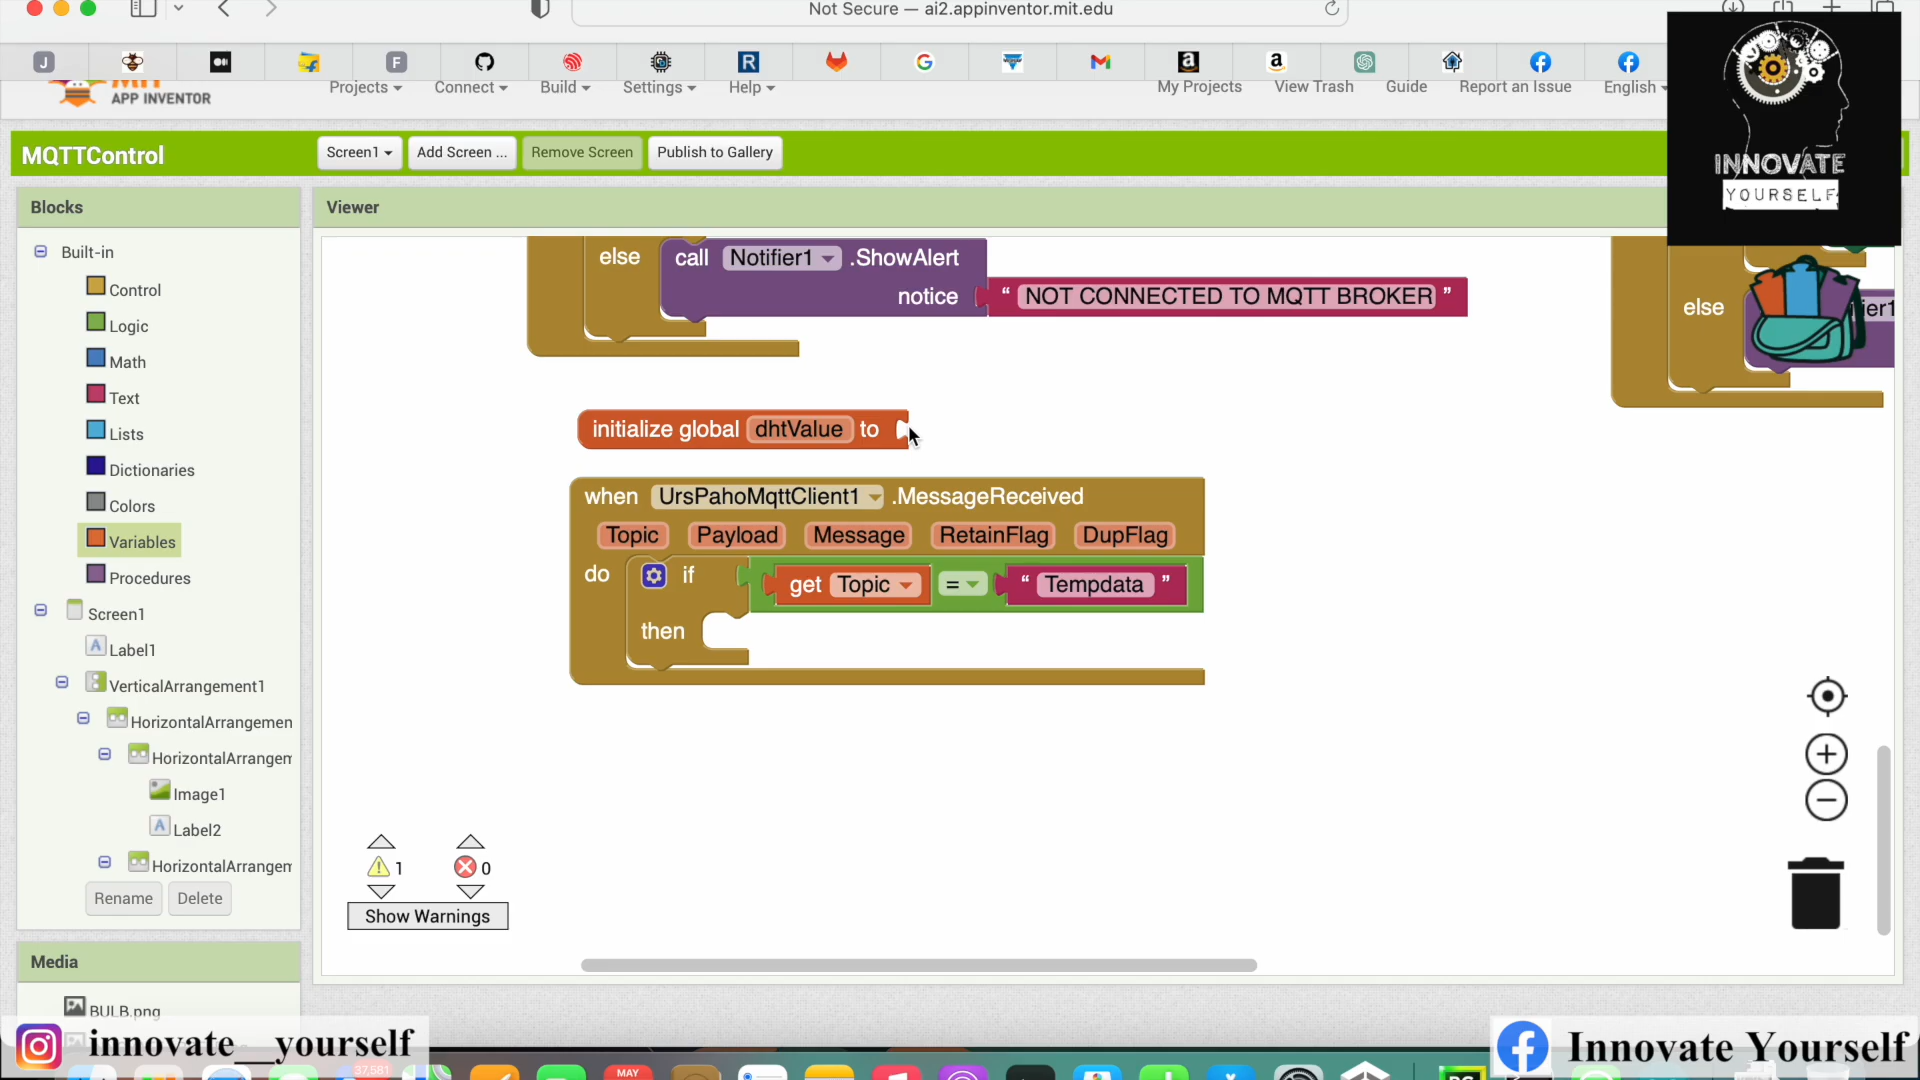 Not Secure — ai2.appinventor.mit.edu
J
F
R
G
a
a
APP INVENTOR
Projects
Connect
Build
Settings
Help
My Projects
View Trash
Guide
Report an Issue
English
INNOVATE
YOURSELF
MQTTControl
Screen1
Add Screen ...
Remove Screen
Publish to Gallery
Blocks
Viewer
Built-in
Control
Logic
Math
Text
Lists
Dictionaries
Colors
Variables
Procedures
Screen1
Label1
VerticalArrangement1
HorizontalArrangemen
HorizontalArrangem
Image1
Label2
HorizontalArrangem
Rename
Delete
Media
BULB.png
else call Notifier1 .ShowAlert
notice “ NOT CONNECTED TO MQTT BROKER ”
else
ier1
initialize global dhtValue to
when UrsPahoMqttClient1 .MessageReceived
Topic Payload Message RetainFlag DupFlag
do if get Topic = “ Tempdata ”
then
1
0
Show Warnings
innovate__yourself
Innovate Yourself
37,581
MAY